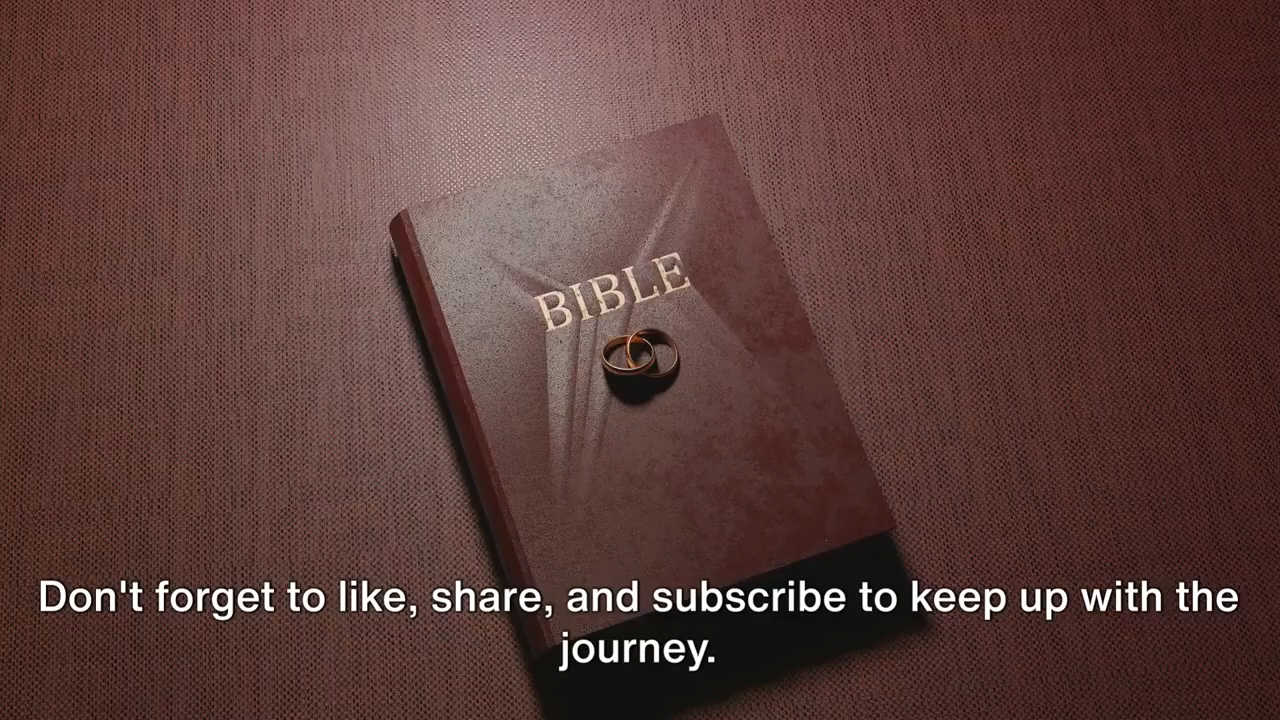 BIBLE
Don't forget to like, share, and subscribe to keep up with the
journey.